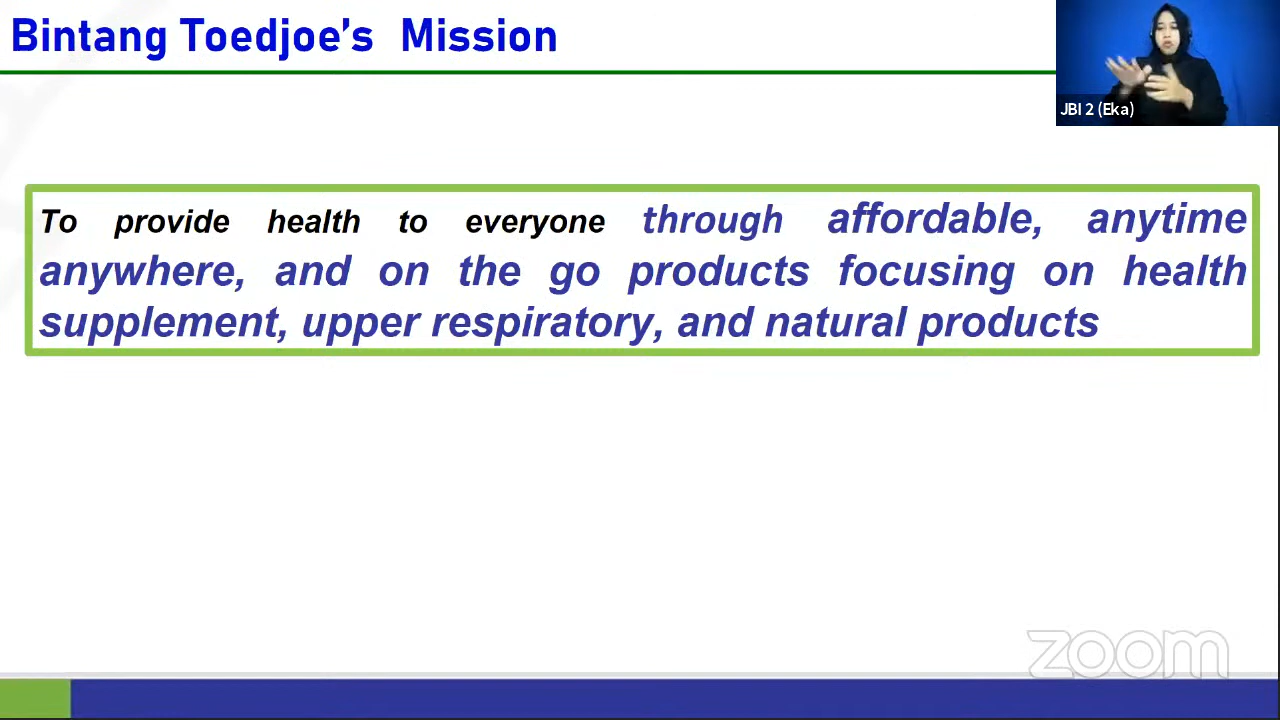 Bintang Toedjoe's Mission
JBI 2 (Eka)
To provide health to everyone through affordable, anytime
anywhere, and on the go products focusing on health
supplement, upper respiratory, and natural products
zoom